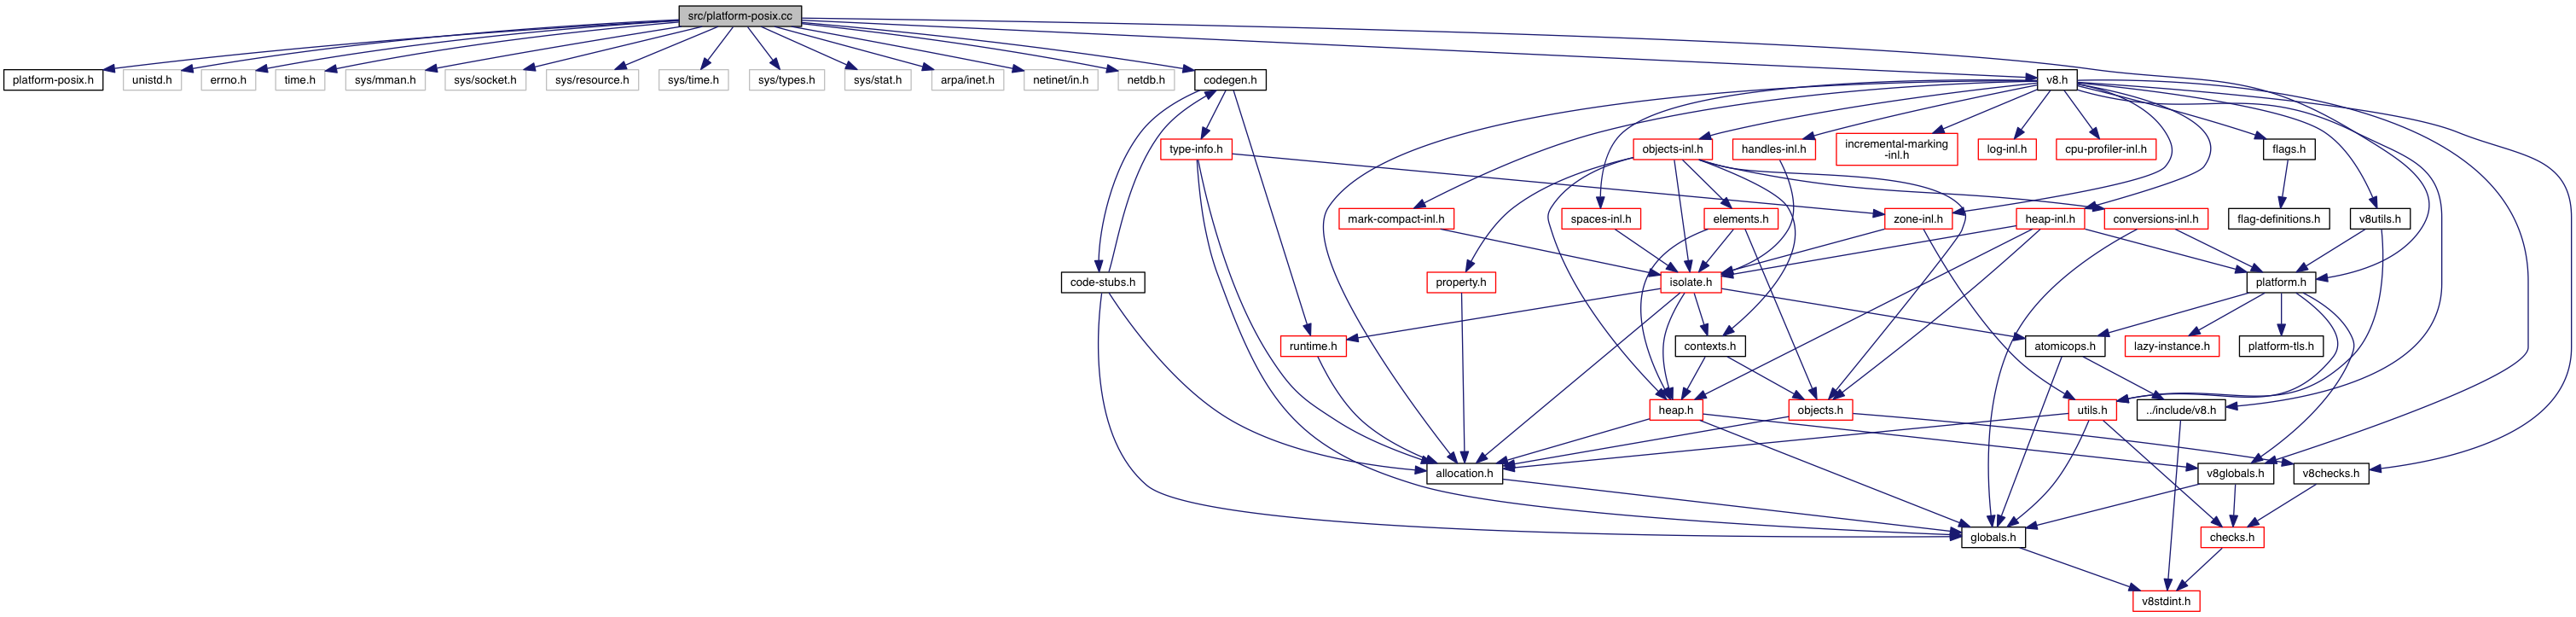 src/platform-posix.cc
platform-posix.h
unistd.h
errno.h
time.h
sys/mman.h
sys/socket.h
sys/resource.h
sys/time.h
sys/types.h
sys/stat.h
arpa/inet.h
netinet/in.h
netdb.h
codegen.h
v8.h
type-info.h
objects-inl.h
handles-inl.h
incremental-marking
-inl.h
log-inl.h
cpu-profiler-inl.h
flags.h
mark-compact-inl.h
spaces-inl.h
elements.h
zone-inl.h
heap-inl.h
conversions-inl.h
flag-definitions.h
v8utils.h
code-stubs.h
property.h
isolate.h
platform.h
runtime.h
contexts.h
atomicops.h
lazy-instance.h
platform-tls.h
heap.h
objects.h
utils.h
../include/v8.h
allocation.h
v8globals.h
v8checks.h
globals.h
checks.h
v8stdint.h